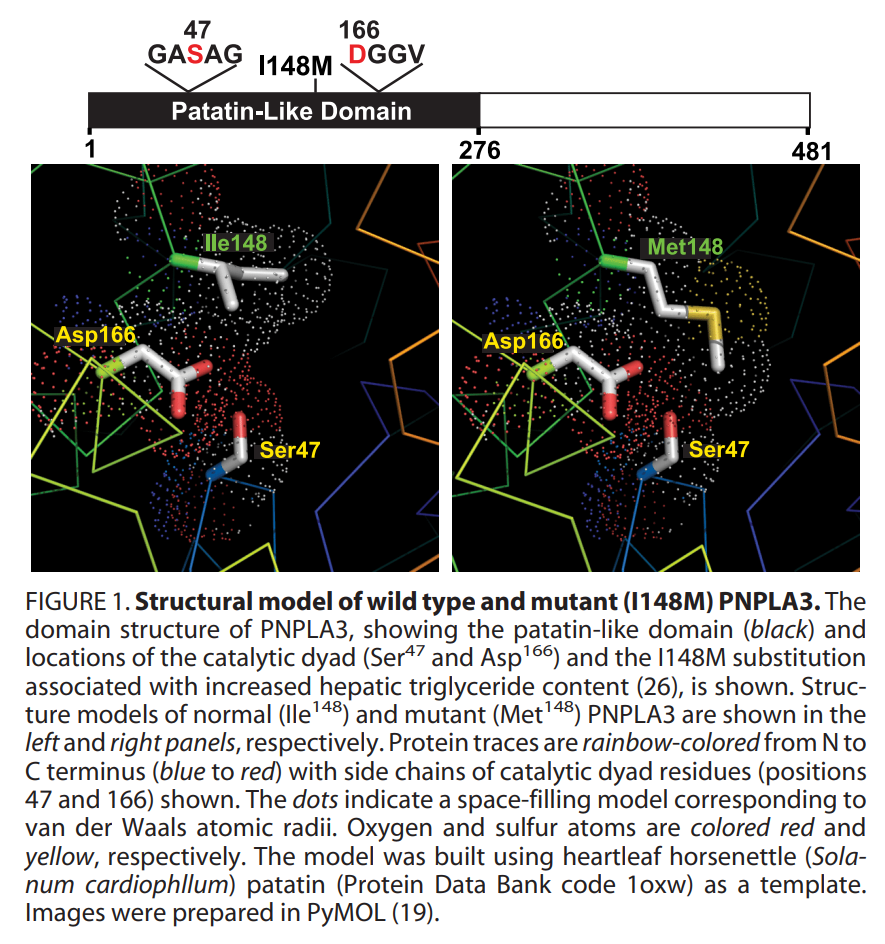 47 166
GASAG I148M DGGV
Patatin-Like Domain
1 276 481
Ile148
Asp166
Ser47
Met148
Asp166
Ser47
FIGURE 1. Structural model of wild type and mutant (I148M) PNPLA3. The
domain structure of PNPLA3, showing the patatin-like domain (black) and
locations of the catalytic dyad (Ser47 and Asp166) and the I148M substitution
associated with increased hepatic triglyceride content (26), is shown. Struc-
ture models of normal (Ile148) and mutant (Met148) PNPLA3 are shown in the
left and right panels, respectively. Protein traces are rainbow-colored from N to
C terminus (blue to red) with side chains of catalytic dyad residues (positions
47 and 166) shown. The dots indicate a space-filling model corresponding to
van der Waals atomic radii. Oxygen and sulfur atoms are colored red and
yellow, respectively. The model was built using heartleaf horsenettle (Sola-
num cardiophllum) patatin (Protein Data Bank code 1oxw) as a template.
Images were prepared in PyMOL (19).